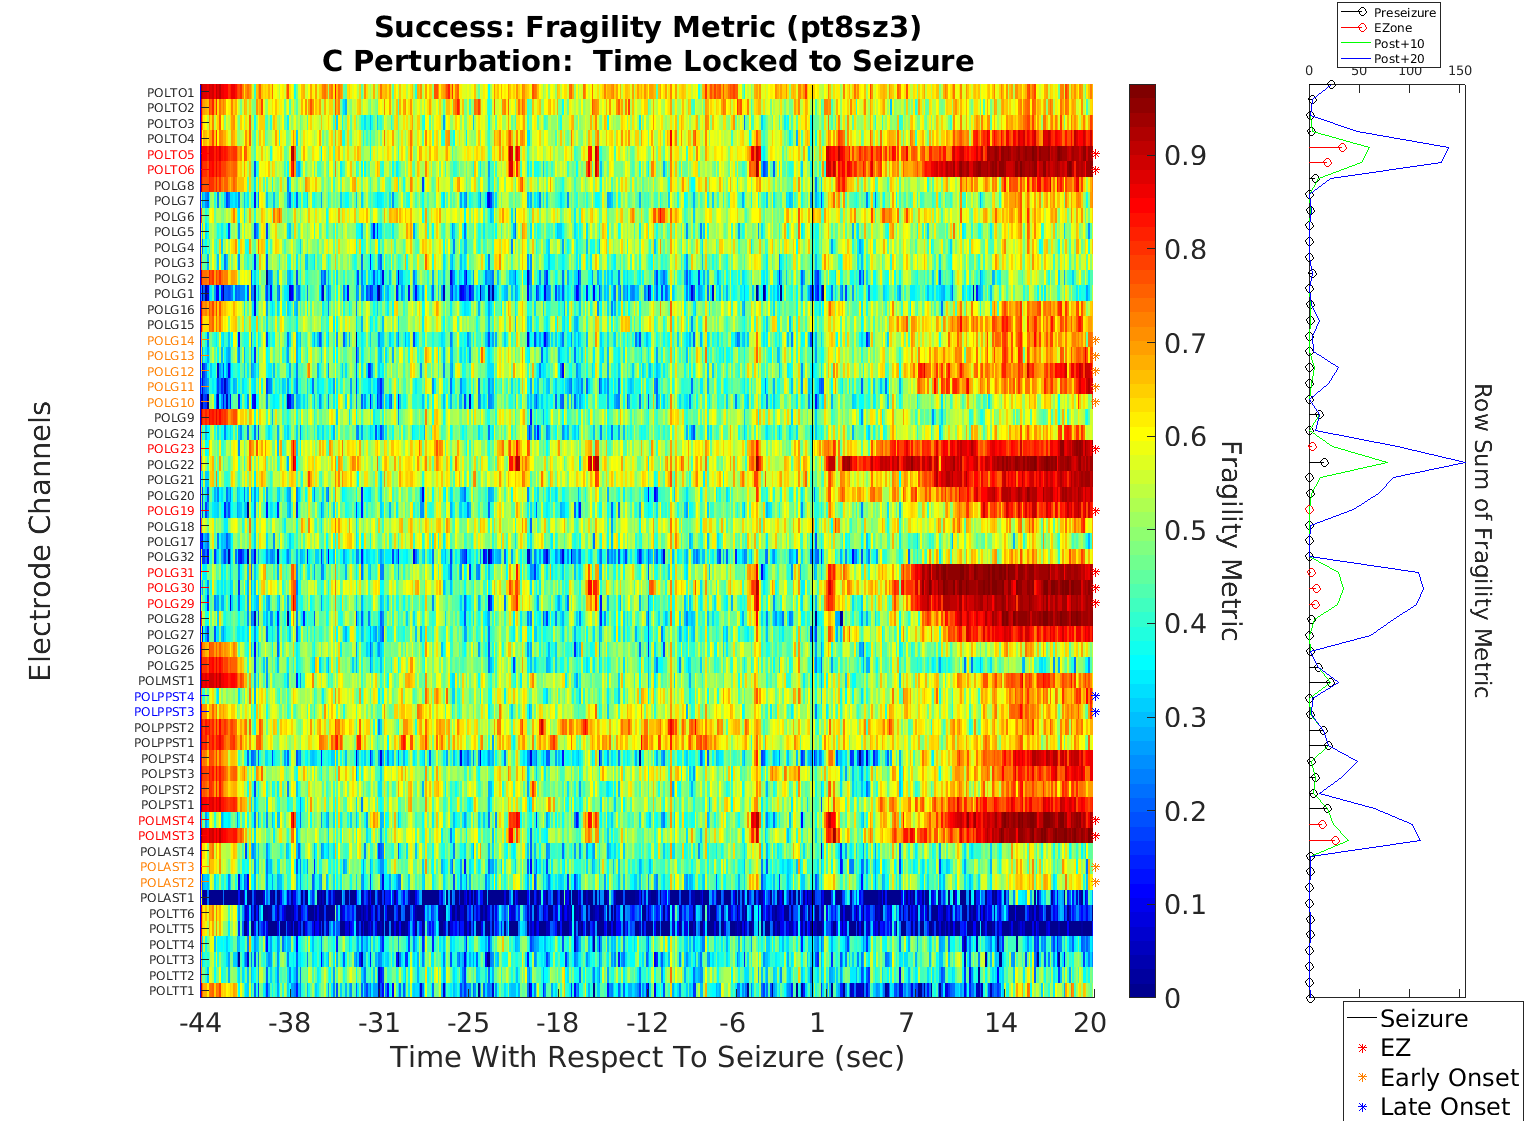 Success: Fragility Metric (pt8sz3)
C Perturbation:  Time Locked to Seizure
Preseizure
EZone
Post+10
Post+20
0 50 100 150
POLTO1
POLTO2
POLTO3
POLTO4
POLTO5
POLTO6
POLG8
POLG7
POLG6
POLG5
POLG4
POLG3
POLG2
POLG1
POLG16
POLG15
POLG14
POLG13
POLG12
POLG11
POLG10
POLG9
POLG24
POLG23
POLG22
POLG21
POLG20
POLG19
POLG18
POLG17
POLG32
POLG31
POLG30
POLG29
POLG28
POLG27
POLG26
POLG25
POLMST1
POLPPST4
POLPPST3
POLPPST2
POLPPST1
POLPST4
POLPST3
POLPST2
POLPST1
POLMST4
POLMST3
POLAST4
POLAST3
POLAST2
POLAST1
POLTT6
POLTT5
POLTT4
POLTT3
POLTT2
POLTT1
Electrode Channels
-44 -38 -31 -25 -18 -12 -6 1 7 14 20
Time With Respect To Seizure (sec)
0.9
0.8
0.7
0.6
0.5
0.4
0.3
0.2
0.1
0
Fragility Metric
Row Sum of Fragility Metric
Seizure
EZ
Early Onset
Late Onset